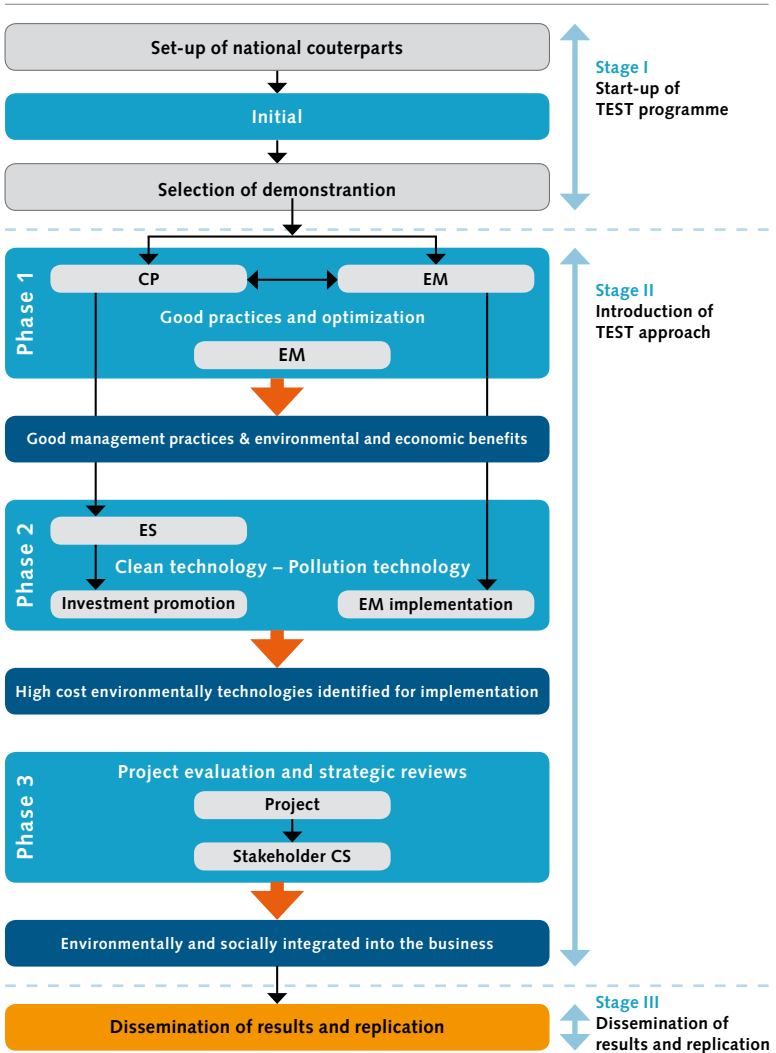 Set-up of national couterparts
Stage I
Start-up of
TEST programme
Initial
Selection of demonstrantion
Phase 1
CP
EM
Good practices and optimization
EM
Stage II
Introduction of
TEST approach
Good management practices & environmental and economic benefits
Phase 2
ES
Clean technology – Pollution technology
Investment promotion
EM implementation
High cost environmentally technologies identified for implementation
Phase 3
Project evaluation and strategic reviews
Project
Stakeholder CS
Environmentally and socially integrated into the business
Stage III
Dissemination of
results and replication
Dissemination of results and replication